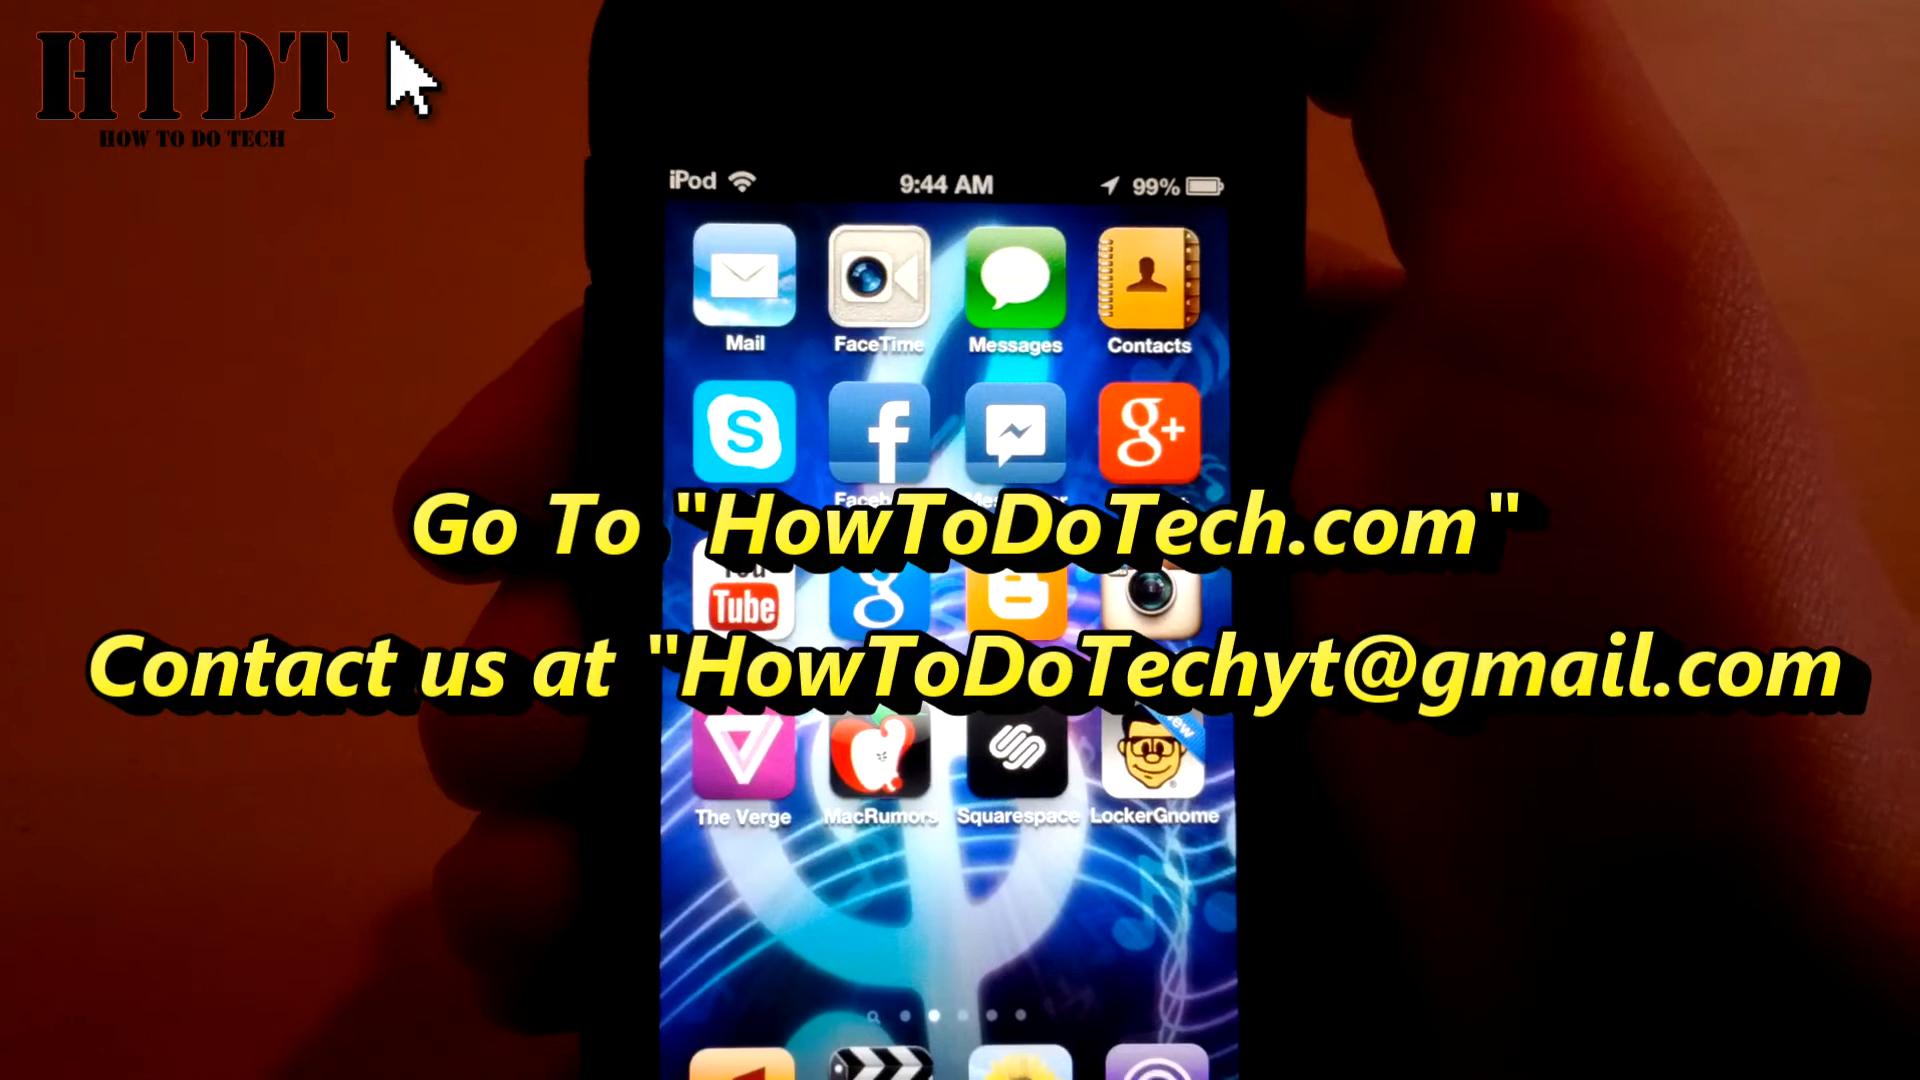 HTDT
HOW TO DO TECH
iPod 9:44 AM 99%
Mail FaceTime Messages Contacts
S f g+
Go To "HowToDoTech.com"
You Tube g B
Contact us at "HowToDoTechyt@gmail.com
The Verge MacRumors Squarespace LockerGnome